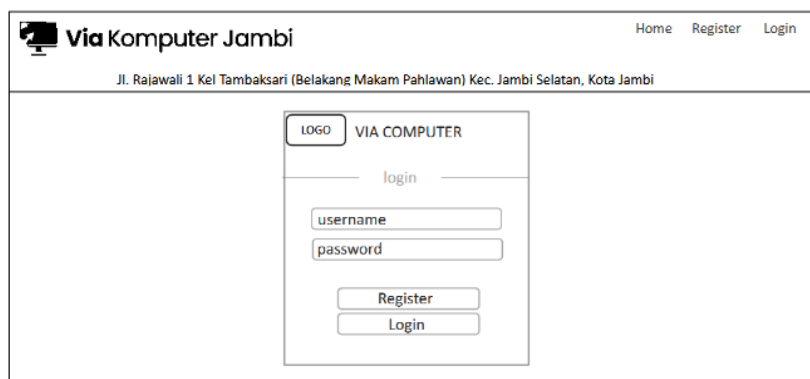 Via Komputer Jambi
Home Register Login
Jl. Rajawali 1 Kel Tambaksari (Belakang Makam Pahlawan) Kec. Jambi Selatan, Kota Jambi
LOGO VIA COMPUTER
login
username
password
Register
Login